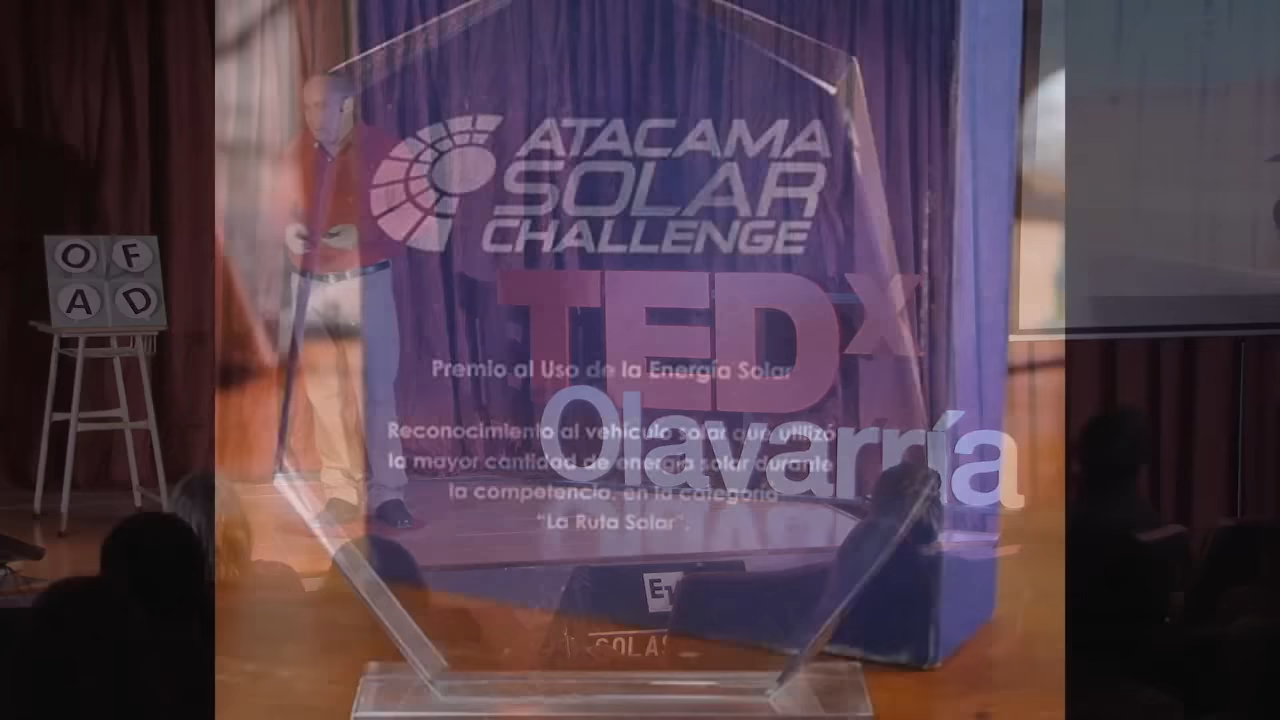 O F
A D
ATACAMA
SOLAR
CHALLENGE
TEDx
Olavarría
Premio al Uso de la Energía Solar
Reconocimiento al vehículo solar que utilizó
la mayor cantidad de energía solar durante
la competencia, en la categoría
"La Ruta Solar".